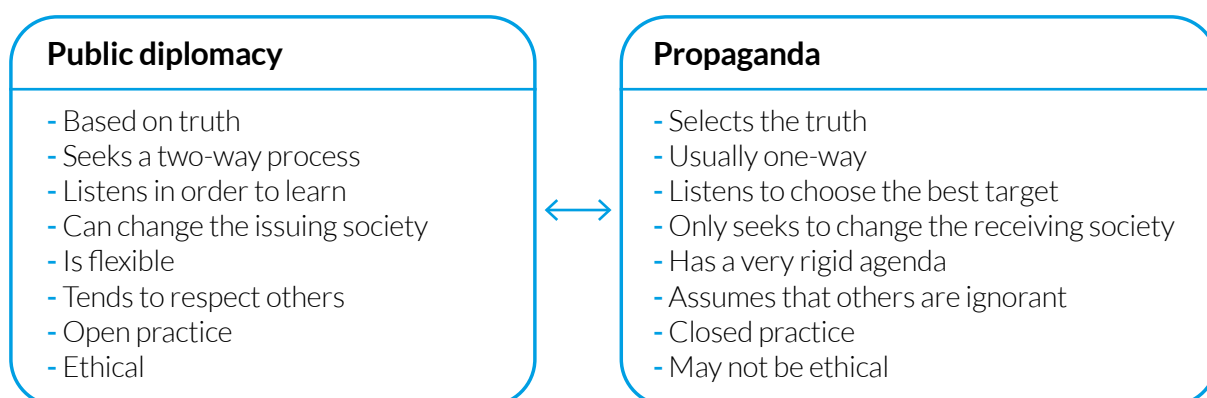 Public diplomacy
- Based on truth
- Seeks a two-way process
- Listens in order to learn
- Can change the issuing society
- Is flexible
- Tends to respect others
- Open practice
- Ethical
Propaganda
- Selects the truth
- Usually one-way
- Listens to choose the best target
- Only seeks to change the receiving society
- Has a very rigid agenda
- Assumes that others are ignorant
- Closed practice
- May not be ethical